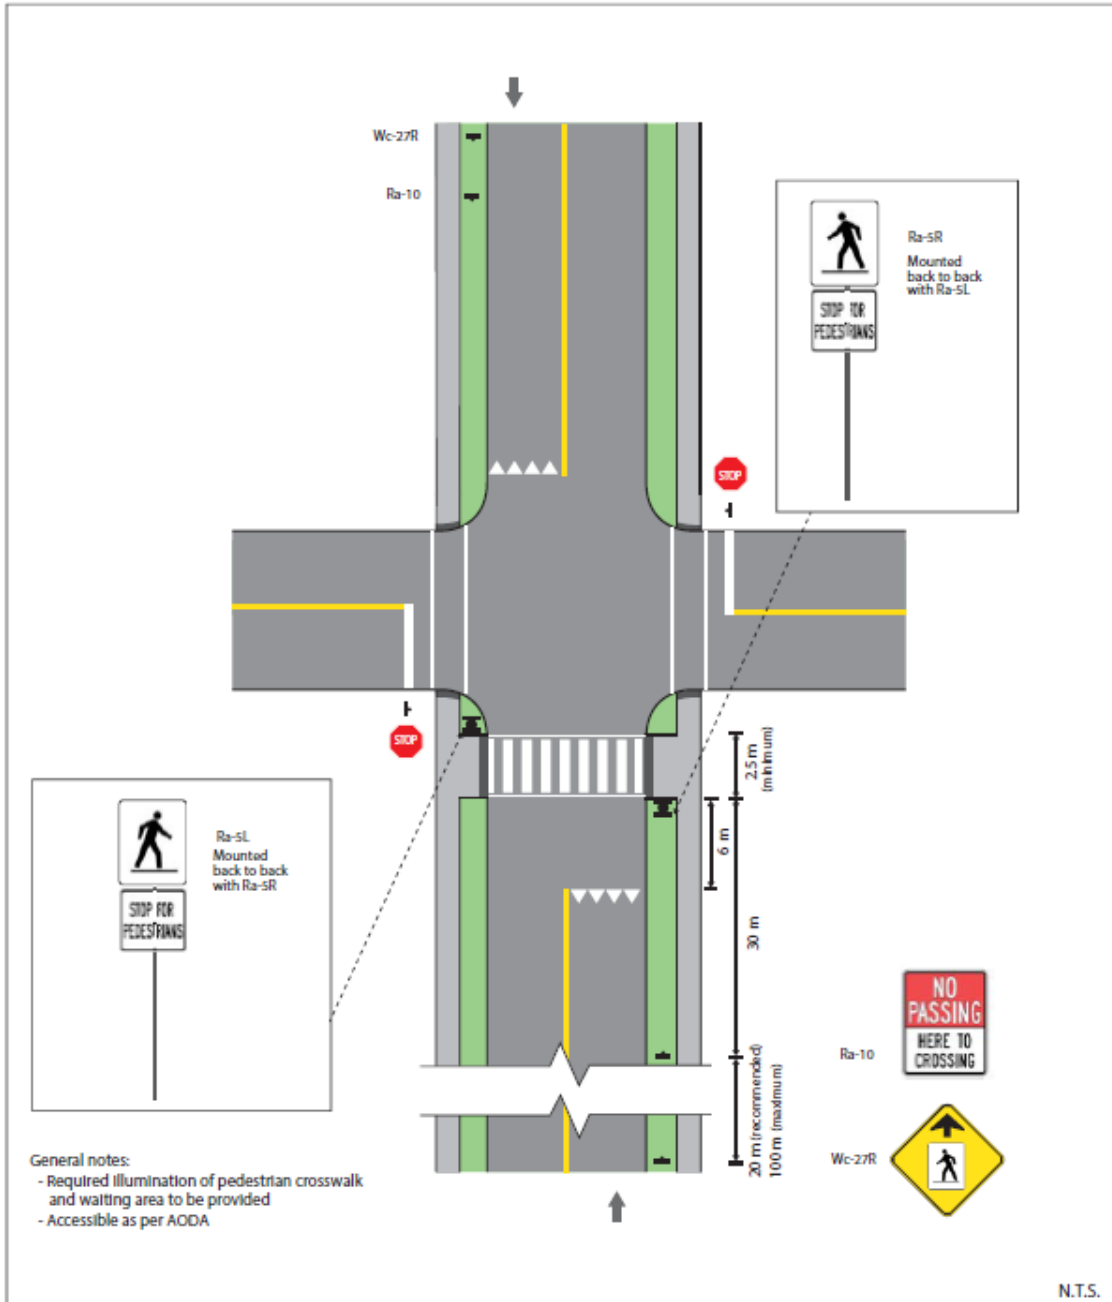 Wc-27R
Ra-10
Ra-5R
Mounted
back to back
with Ra-5L
STOP FOR
PEDESTRIANS
STOP
STOP
2.5 m
(minimum)
6 m
30 m
20 m (recommended)
100 m (maximum)
Ra-5L
Mounted
back to back
with Ra-5R
STOP FOR
PEDESTRIANS
NO
PASSING
HERE TO
CROSSING
Ra-10
Wc-27R
General notes:
- Required illumination of pedestrian crosswalk
and waiting area to be provided
- Accessible as per AODA
N.T.S.